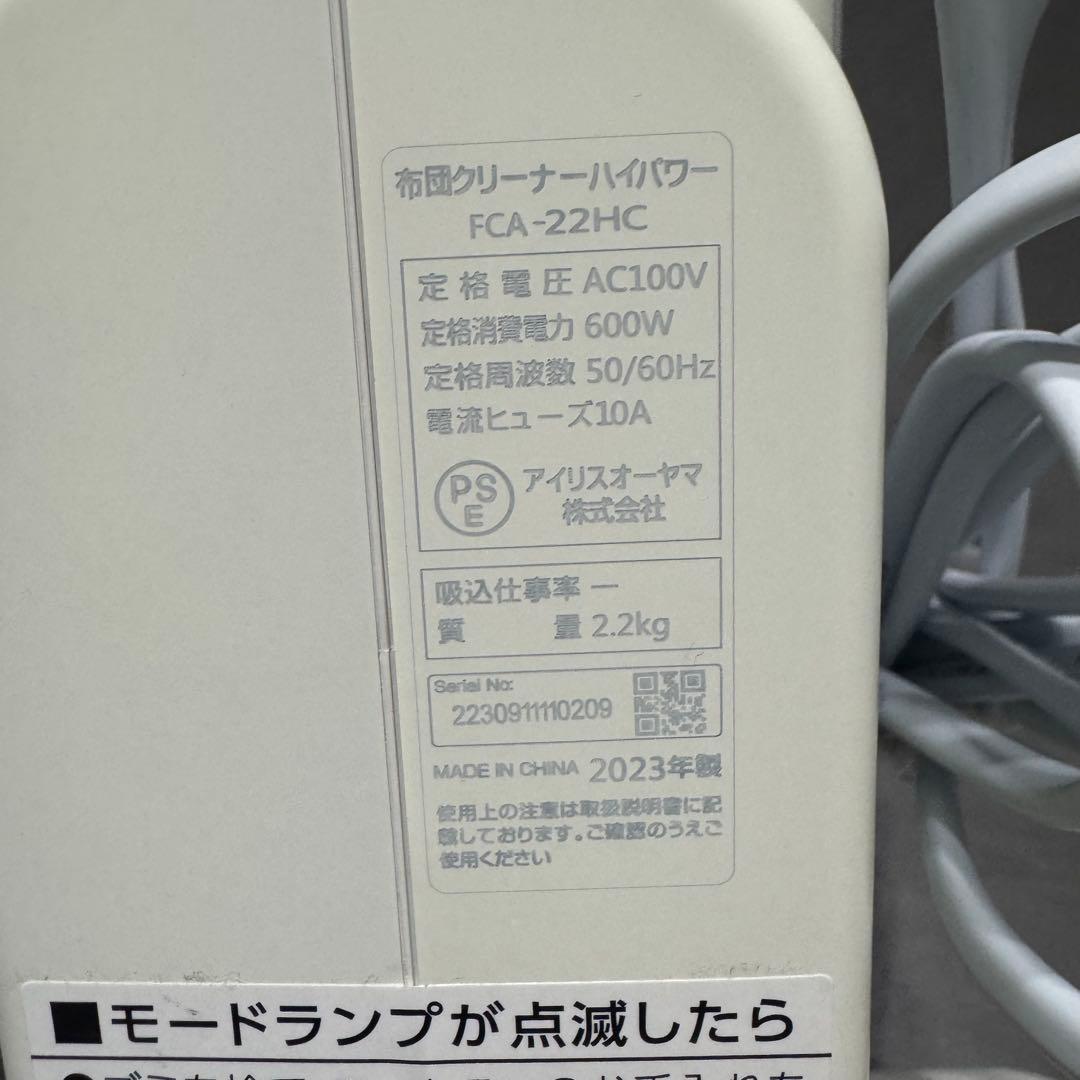 布団クリーナーハイパワー
FCA-22HC
定格電圧 AC100V
定格消費電力 600W
定格周波数 50/60Hz
電流ヒューズ10A
PSE
アイリスオーヤマ
株式会社
吸込仕事率 ー
質量 2.2kg
Serial No:
2230911110209
MADE IN CHINA 2023年製
使用上の注意は取扱説明書に記
載しております。ご確認のうえご
使用ください
■モードランプが点滅したら